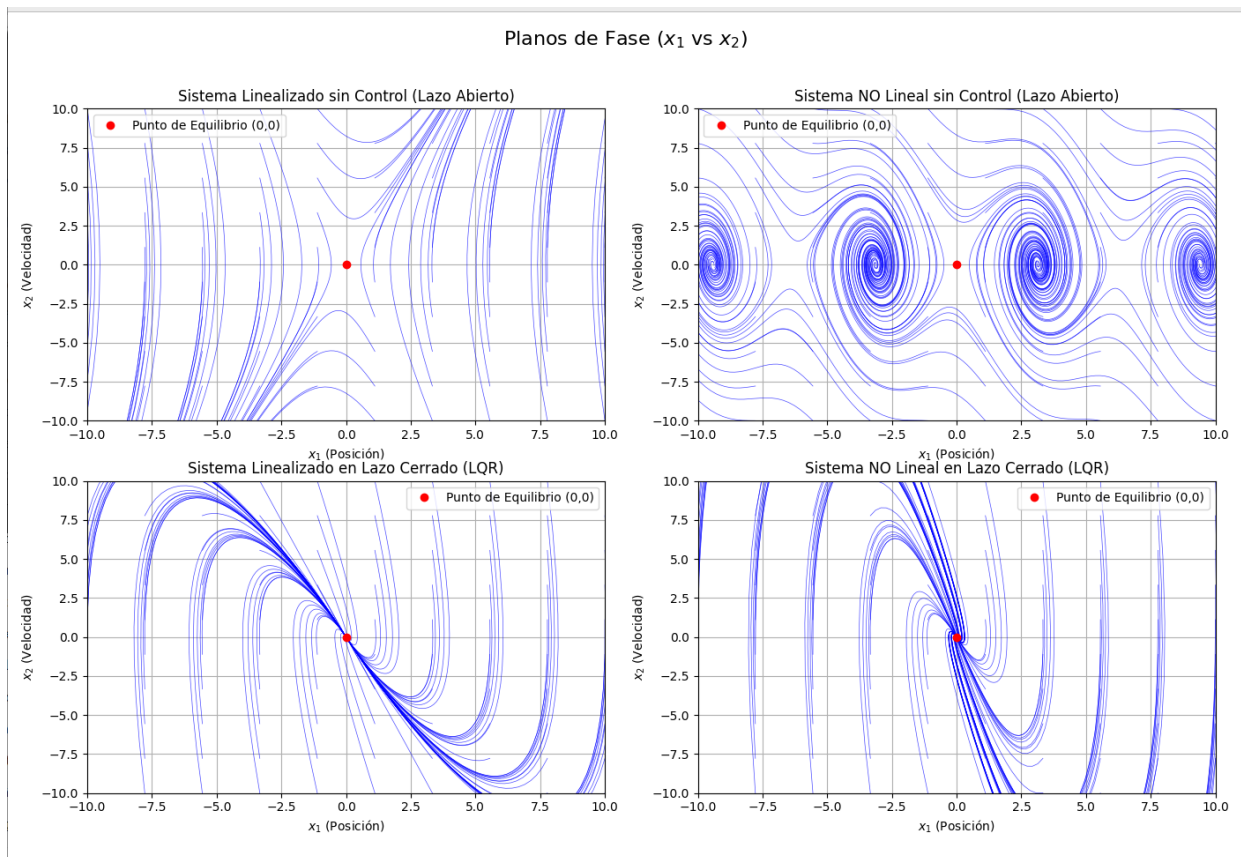 Planos de Fase (x₁ vs x₂)
Sistema Linealizado sin Control (Lazo Abierto)
10.0
7.5
5.0
2.5
0.0
−2.5
−5.0
−7.5
−10.0
x₂ (Velocidad)
Punto de Equilibrio (0,0)
−10.0 −7.5 −5.0 −2.5 0.0 2.5 5.0 7.5 10.0
x₁ (Posición)
Sistema NO Lineal sin Control (Lazo Abierto)
10.0
7.5
5.0
2.5
0.0
−2.5
−5.0
−7.5
−10.0
x₂ (Velocidad)
Punto de Equilibrio (0,0)
−10.0 −7.5 −5.0 −2.5 0.0 2.5 5.0 7.5 10.0
x₁ (Posición)
Sistema Linealizado en Lazo Cerrado (LQR)
10.0
7.5
5.0
2.5
0.0
−2.5
−5.0
−7.5
−10.0
x₂ (Velocidad)
Punto de Equilibrio (0,0)
−10.0 −7.5 −5.0 −2.5 0.0 2.5 5.0 7.5 10.0
x₁ (Posición)
Sistema NO Lineal en Lazo Cerrado (LQR)
10.0
7.5
5.0
2.5
0.0
−2.5
−5.0
−7.5
−10.0
x₂ (Velocidad)
Punto de Equilibrio (0,0)
−10.0 −7.5 −5.0 −2.5 0.0 2.5 5.0 7.5 10.0
x₁ (Posición)